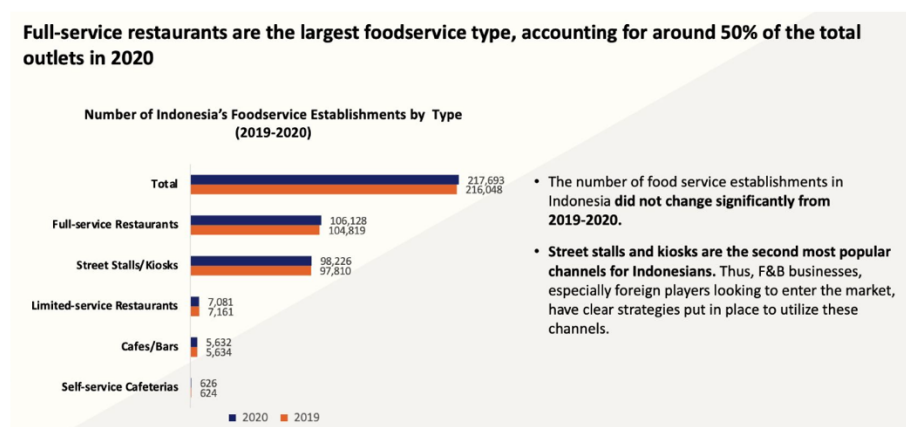 Full-service restaurants are the largest foodservice type, accounting for around 50% of the total
outlets in 2020
Number of Indonesia's Foodservice Establishments by Type
(2019-2020)
Total
217,693
216,048
Full-service Restaurants
106,128
104,819
Street Stalls/Kiosks
98,226
97,810
Limited-service Restaurants
7,081
7,161
Cafes/Bars
5,632
5,634
Self-service Cafeterias
626
624
2020 2019
• The number of food service establishments in
Indonesia did not change significantly from
2019-2020.
• Street stalls and kiosks are the second most popular
channels for Indonesians. Thus, F&B businesses,
especially foreign players looking to enter the market,
have clear strategies put in place to utilize these
channels.